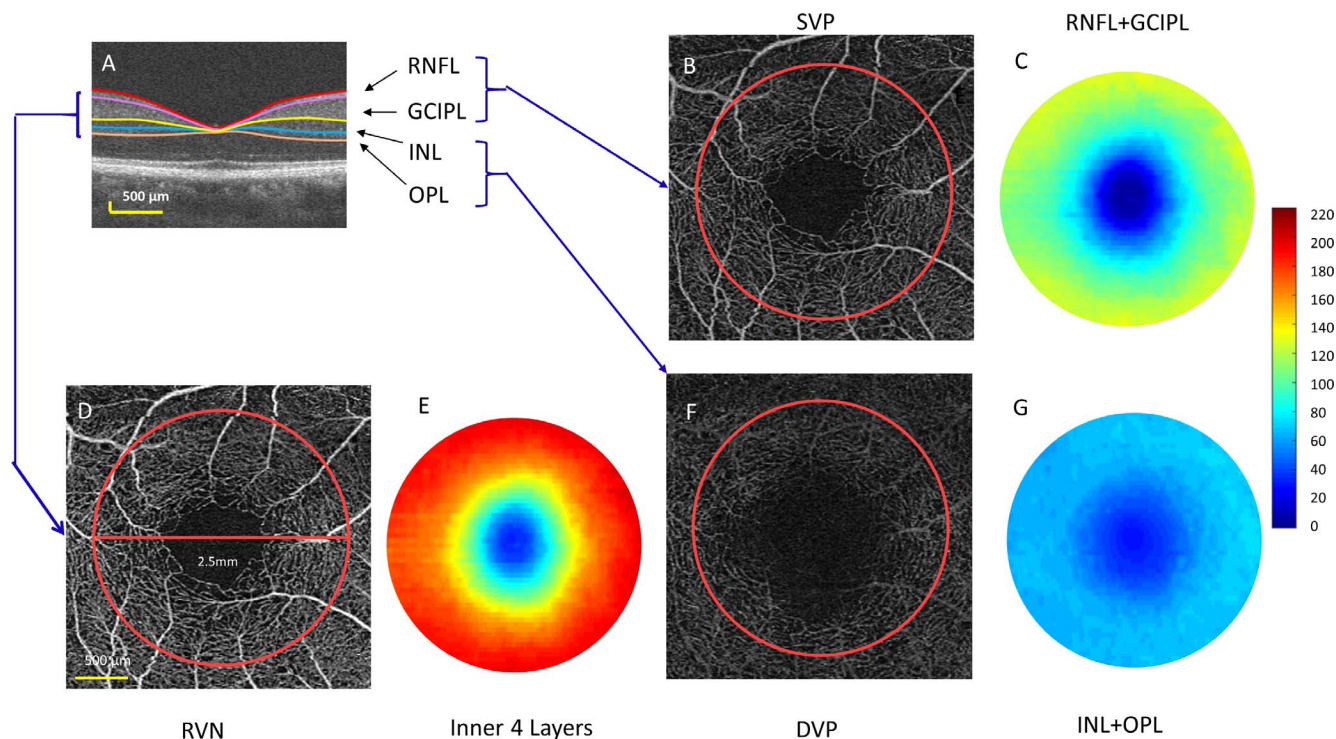 SVP
RNFL+GCIPL
A
RNFL
GCIPL
INL
OPL
500 μm
B
C
220
200
180
160
140
120
100
80
60
40
20
0
D
2.5mm
500 μm
E
F
G
RVN
Inner 4 Layers
DVP
INL+OPL